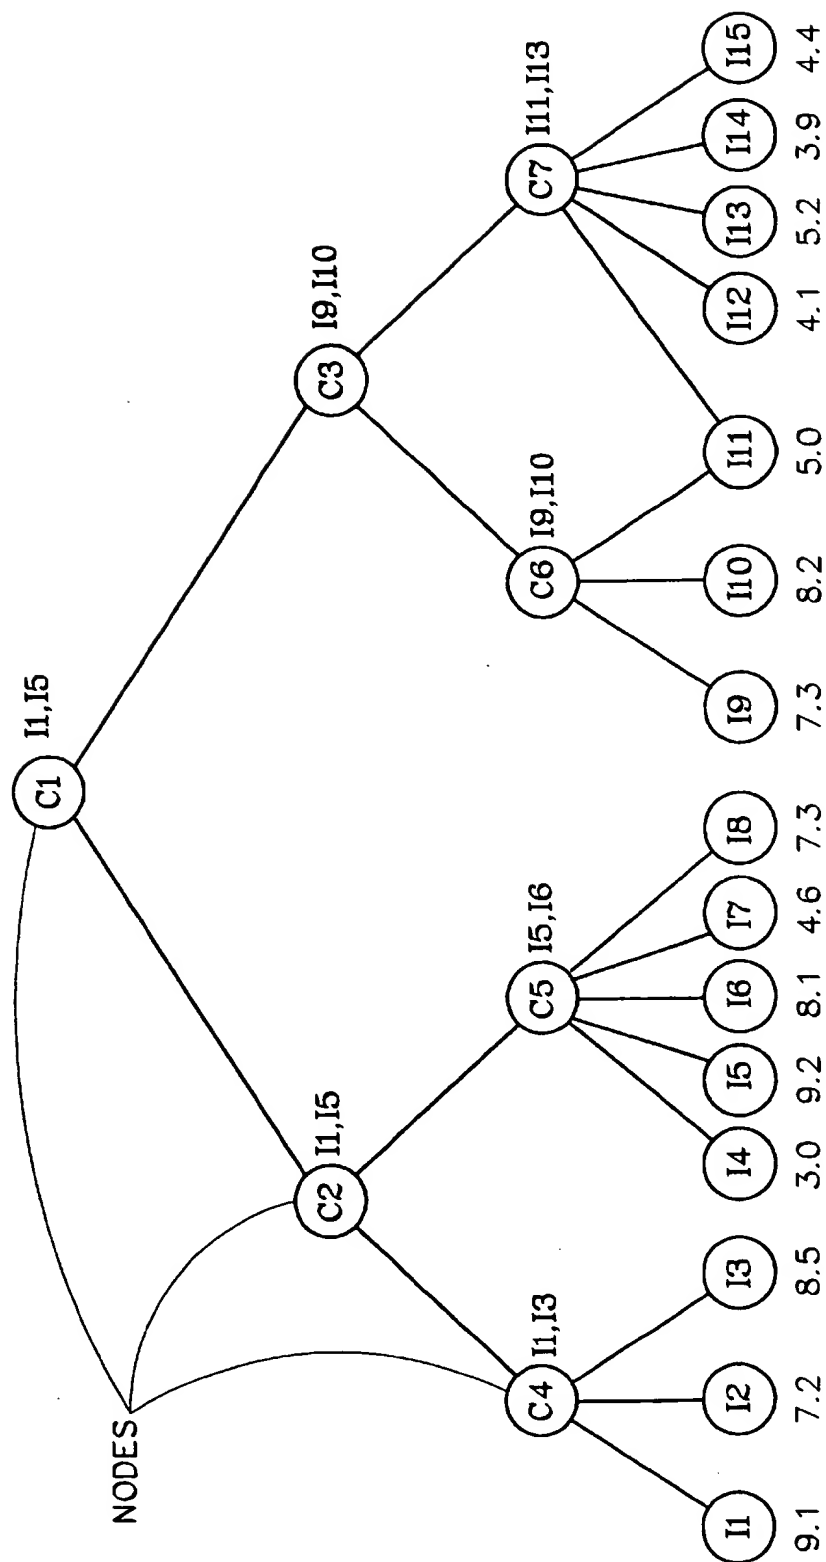 C1 I1,I5
NODES
C2 I1,I5
C3 I9,I10
C4 I1,I3
C5 I5,I6
C6 I9,I10
C7 I11,I13
I1 I2 I3 I4 I5 I6 I7 I8 I9 I10 I11 I12 I13 I14 I15
9.1 7.2 8.5 3.0 9.2 8.1 4.6 7.3 7.3 8.2 5.0 4.1 5.2 3.9 4.4